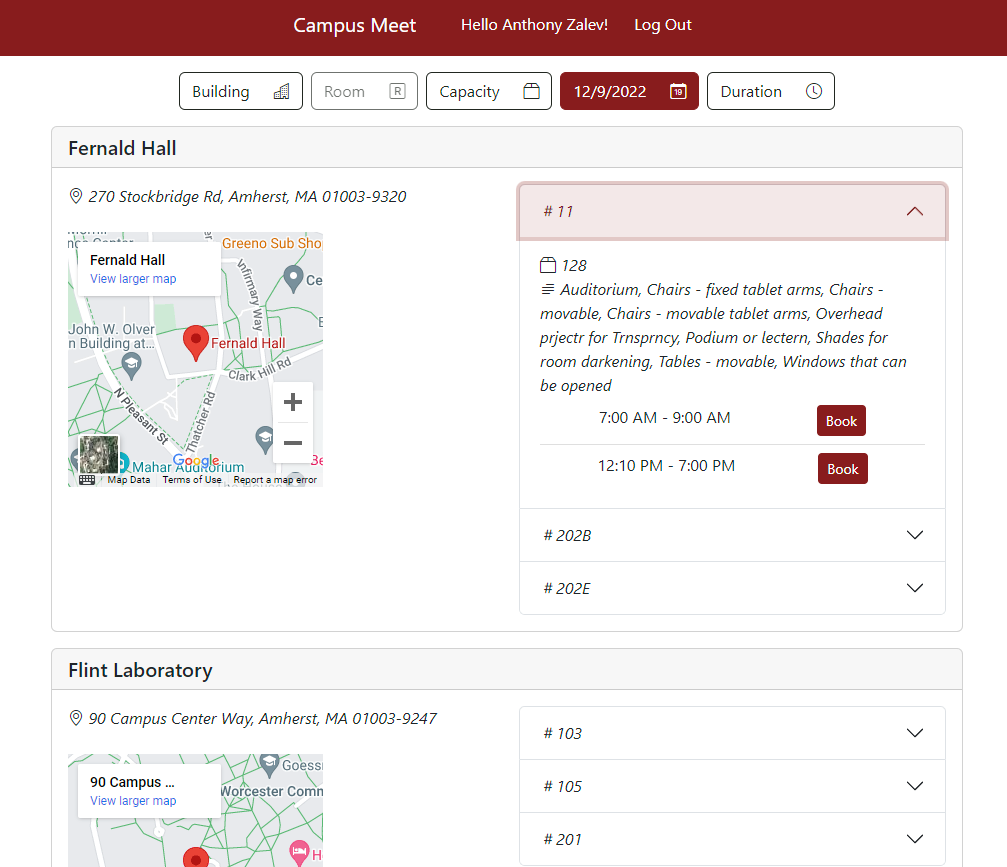 Campus Meet
Hello Anthony Zalev!
Log Out
Building
Room
R
Capacity
12/9/2022
19
Duration
Fernald Hall
270 Stockbridge Rd, Amherst, MA 01003-9320
nce Center
Greeno Sub Sho
Fernald Hall
View larger map
Infirmary Way
Ce
John W. Olver
n Building at...
Fernald Hall
Clark Hill Rd
N Pleasant St
Thatcher Rd
Google
Mahar Auditorium
Be
Map Data
Terms of Use
Report a map error
# 11
128
Auditorium, Chairs - fixed tablet arms, Chairs -
movable, Chairs - movable tablet arms, Overhead
prjectr for Trnsprncy, Podium or lectern, Shades for
room darkening, Tables - movable, Windows that can
be opened
7:00 AM - 9:00 AM
Book
12:10 PM - 7:00 PM
Book
# 202B
# 202E
Flint Laboratory
90 Campus Center Way, Amherst, MA 01003-9247
90 Campus ...
View larger map
Goess
Worcester Comm
H
# 103
# 105
# 201